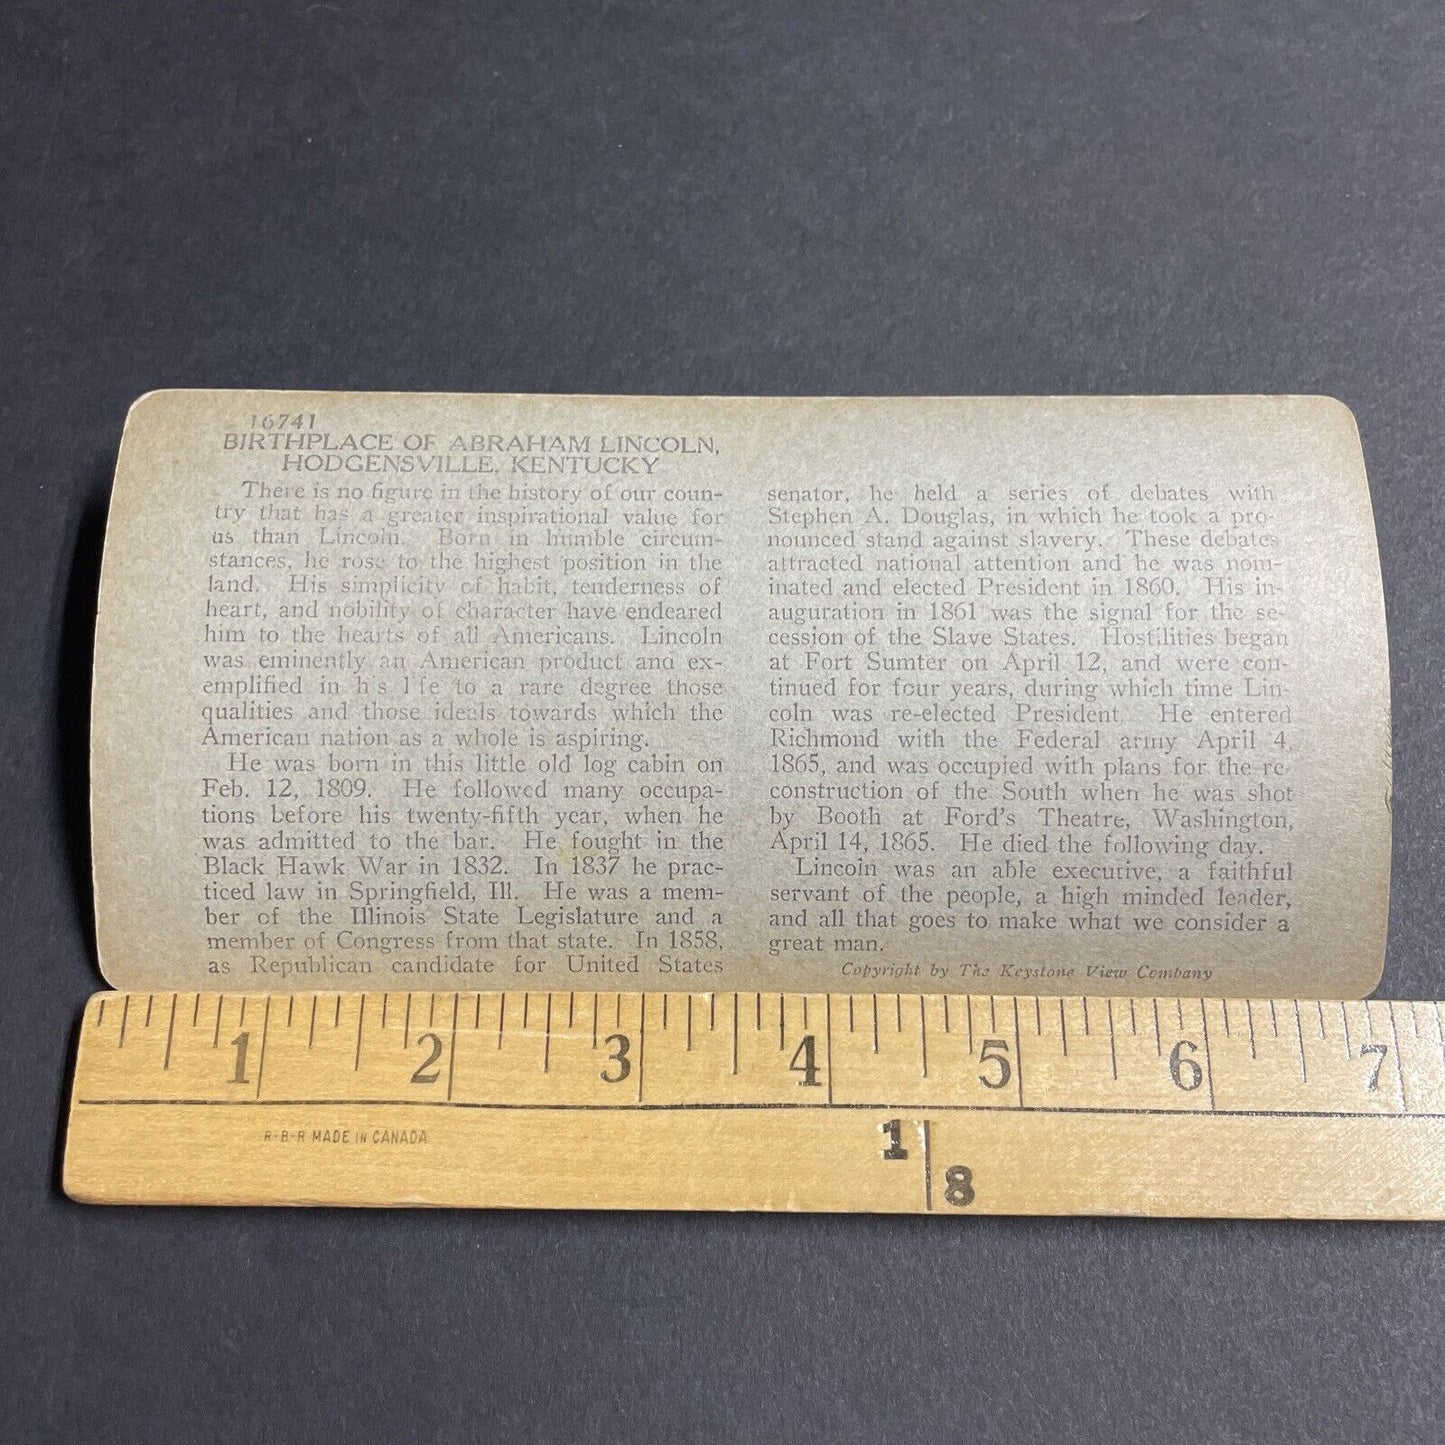 16741
BIRTHPLACE OF ABRAHAM LINCOLN,
HODGENSVILLE, KENTUCKY
There is no figure in the history of our coun-
try that has a greater inspirational value for
us than Lincoln. Born in humble circum-
stances, he rose to the highest position in the
land. His simplicity of habit, tenderness of
heart, and nobility of character have endeared
him to the hearts of all Americans. Lincoln
was eminently an American product and ex-
emplified in his life to a rare degree those
qualities and those ideals towards which the
American nation as a whole is aspiring.
He was born in this little old log cabin on
Feb. 12, 1809. He followed many occupa-
tions before his twenty-fifth year, when he
was admitted to the bar. He fought in the
Black Hawk War in 1832. In 1837 he prac-
ticed law in Springfield, Ill. He was a mem-
ber of the Illinois State Legislature and a
member of Congress from that state. In 1858,
as Republican candidate for United States
senator, he held a series of debates with
Stephen A. Douglas, in which he took a pro-
nounced stand against slavery. These debates
attracted national attention and he was nom-
inated and elected President in 1860. His in-
auguration in 1861 was the signal for the se-
cession of the Slave States. Hostilities began
at Fort Sumter on April 12, and were con-
tinued for four years, during which time Lin-
coln was re-elected President. He entered
Richmond with the Federal army April 4,
1865, and was occupied with plans for the re-
construction of the South when he was shot
by Booth at Ford's Theatre, Washington,
April 14, 1865. He died the following day.
Lincoln was an able executive, a faithful
servant of the people, a high minded leader,
and all that goes to make what we consider a
great man.
Copyright by The Keystone View Company
1 2 3 4 5 6 7
R-B-R MADE IN CANADA
1 8